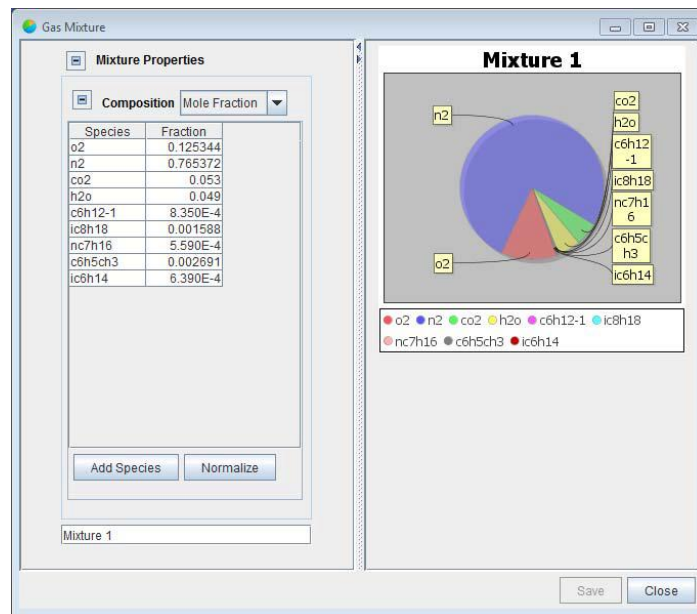 Gas Mixture
Mixture Properties
Composition Mole Fraction
Species Fraction
o2 0.125344
n2 0.765372
co2 0.053
h2o 0.049
c6h12-1 8.350E-4
ic8h18 0.001588
nc7h16 5.590E-4
c6h5ch3 0.002691
ic6h14 6.390E-4
Add Species Normalize
Mixture 1
Mixture 1
n2
o2
co2
h2o
c6h12
-1
ic8h18
nc7h1
6
c6h5c
h3
ic6h14
o2 n2 co2 h2o c6h12-1 ic8h18
nc7h16 c6h5ch3 ic6h14
Save Close